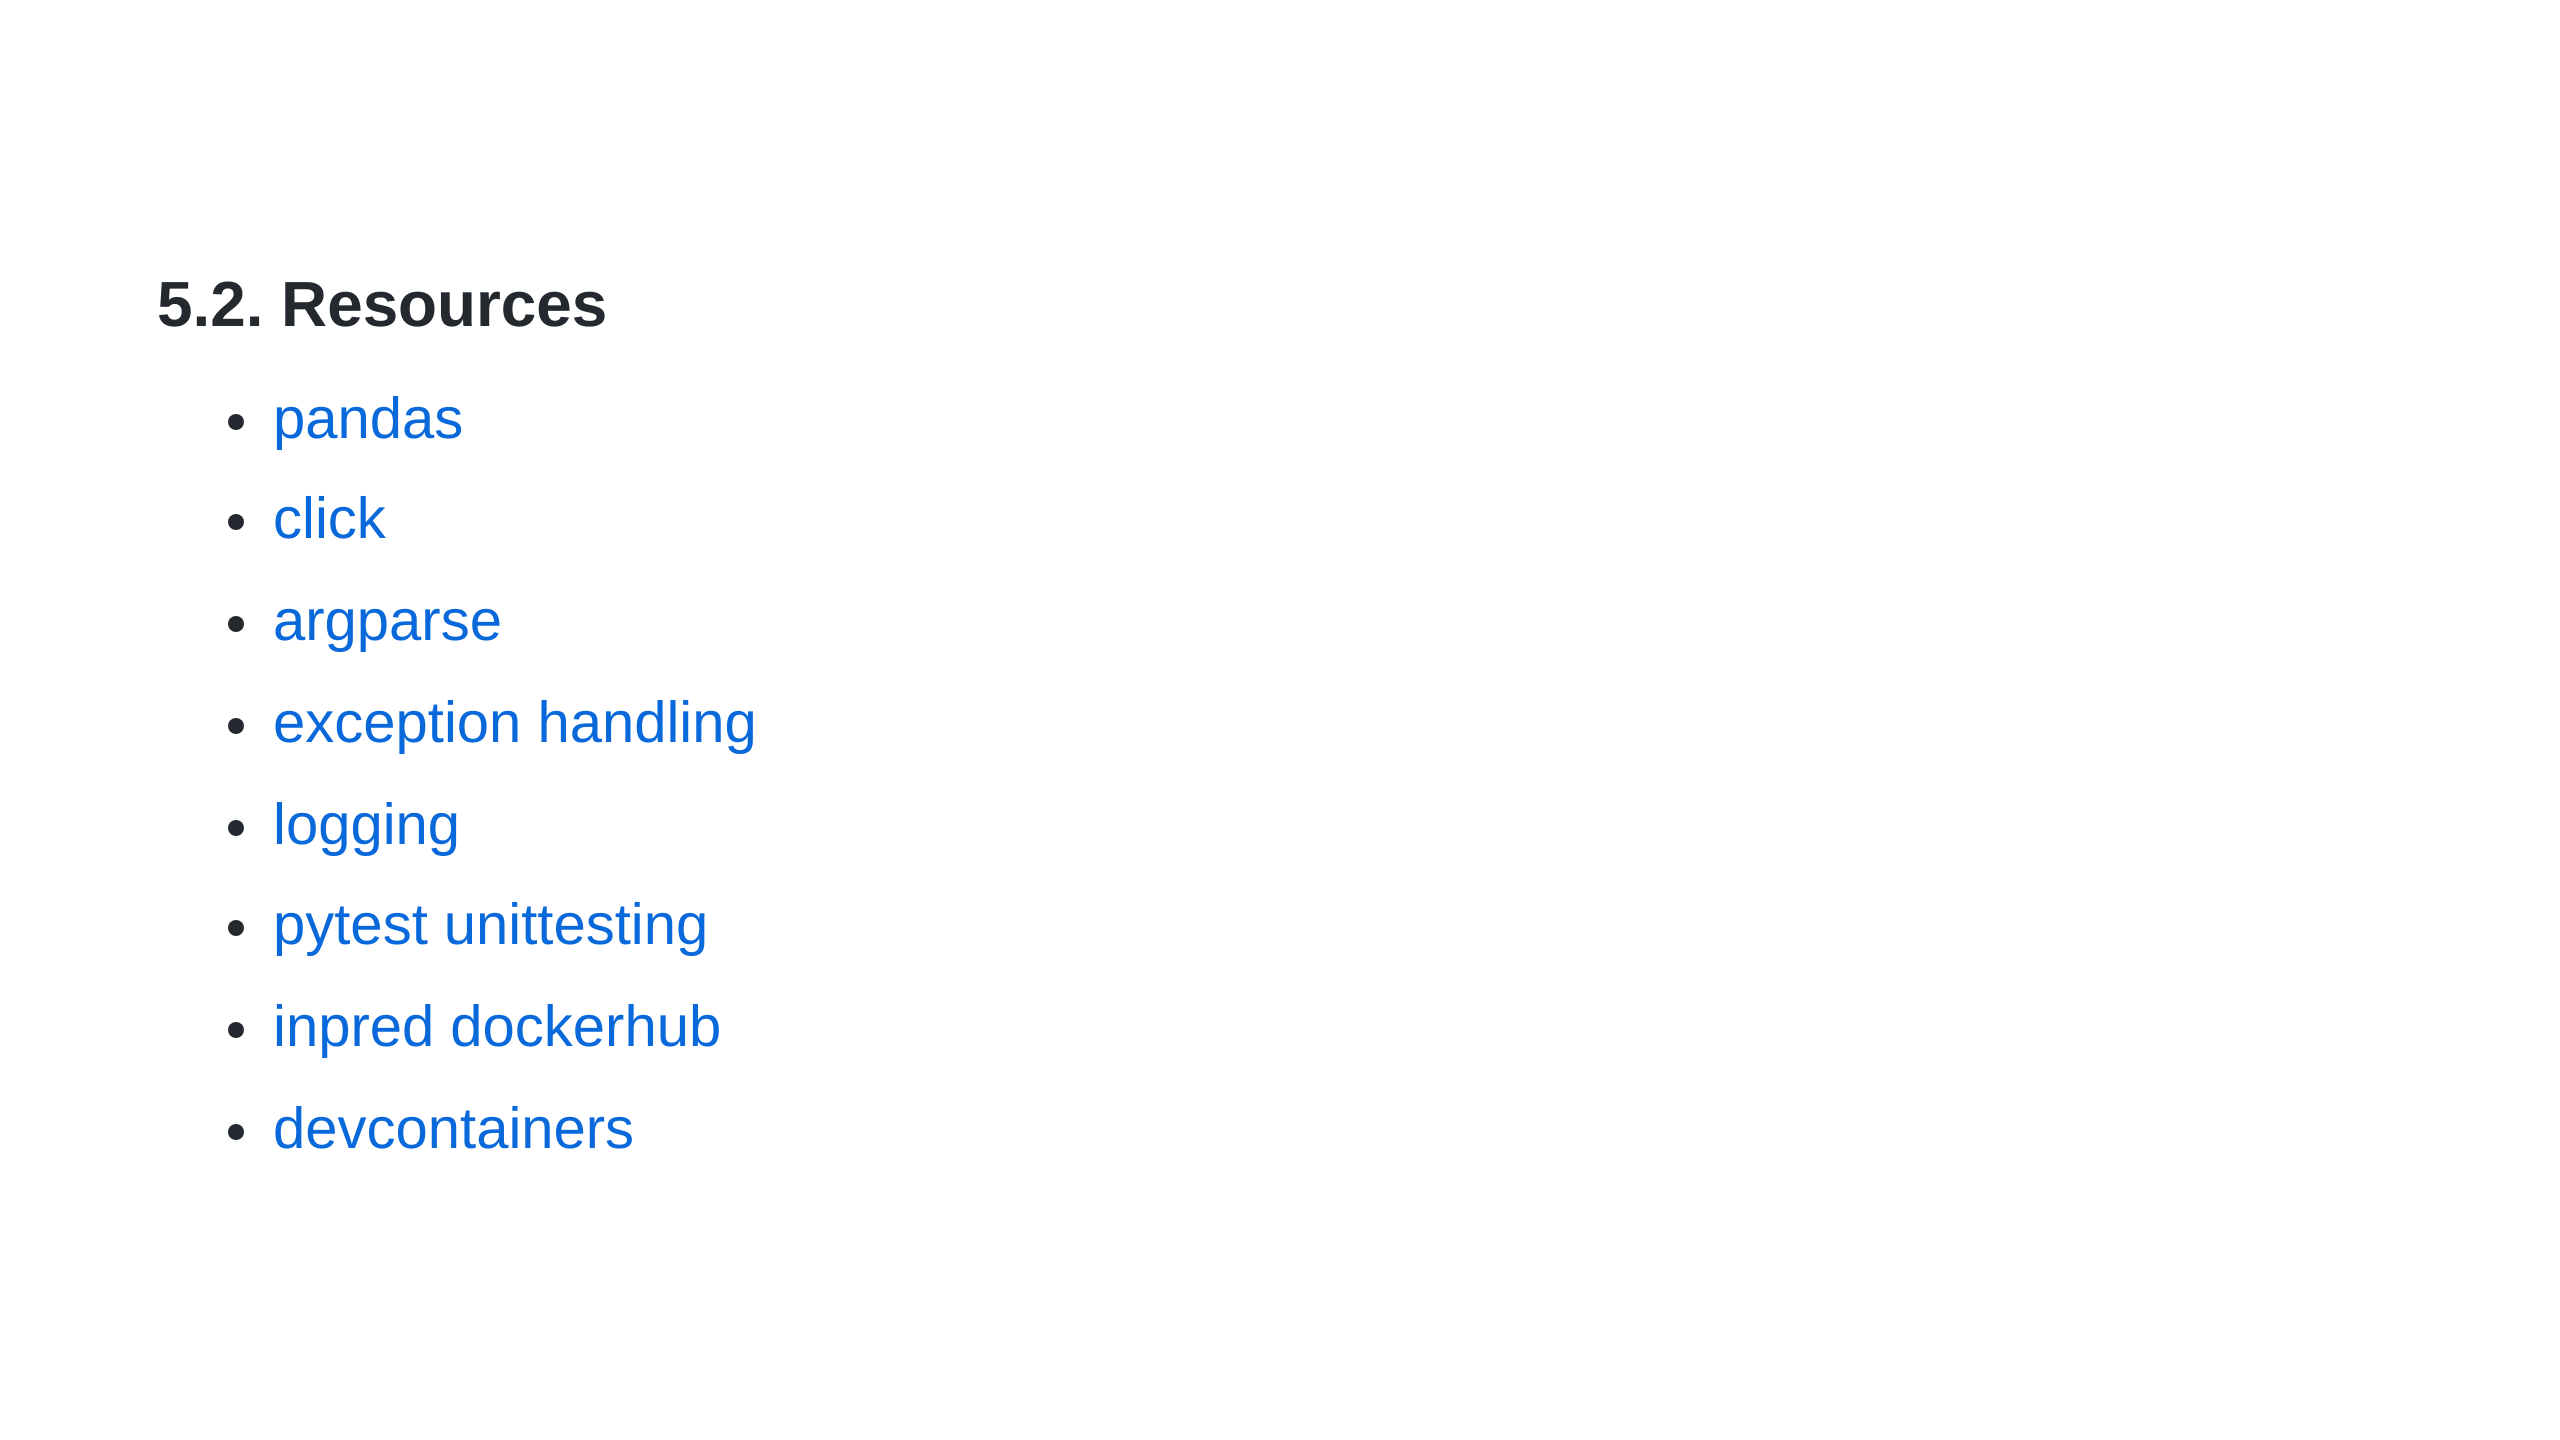 5.2. Resources
pandas
click
argparse
exception handling
logging
pytest unittesting
inpred dockerhub
devcontainers